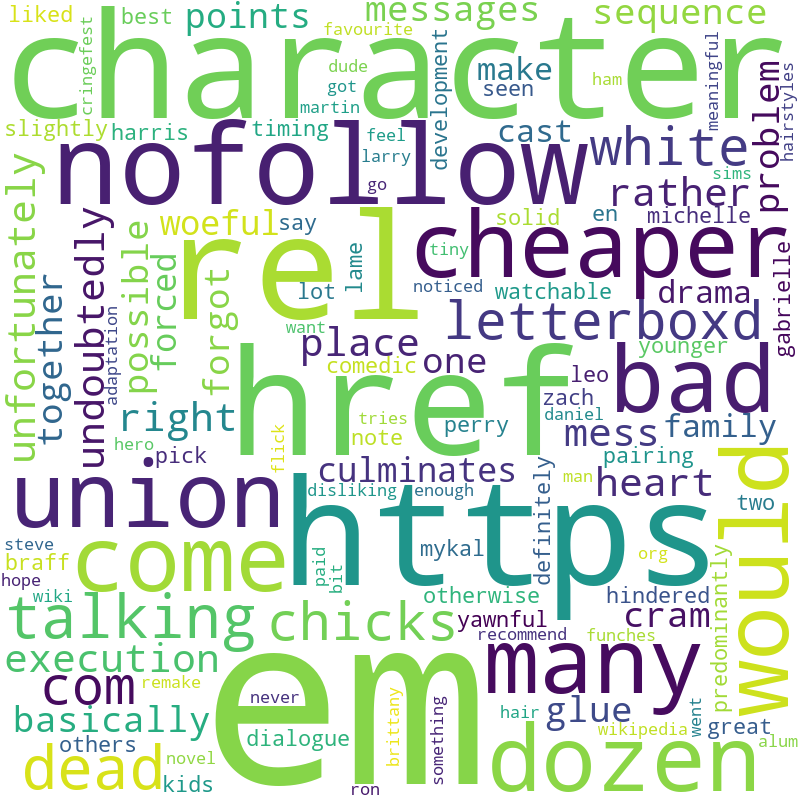 liked
best
points
favourite
messages
sequence
cringefest
character
dude
got
martin
development
make
seen
ham
meaningful
hairstyles
slightly
harris
timing
feel
larry
go
cast
white
problem
nofollow
rather
sims
unfortunately
undoubtedly
possible
woeful
say
rel
solid
en
michelle
cheaper
tiny
noticed
watchable
drama
gabrielle
together
adaptation
forced
forgot
lot
lame
want
place
letterboxd
one
younger
comedic
href
leo
bad
zach
right
tries
note
perry
daniel
mess
family
hero
pick
flick
culminates
pairing
heart
union
disliking
enough
https
definitely
man
would
two
steve
come
mykal
org
braff
hope
wiki
paid
bit
otherwise
hindered
predominantly
talking
chicks
yawnful
recommend
funches
cram
execution
em
many
com
remake
never
brittany
something
hair
glue
wikipedia
went
great
basically
others
dialogue
dozen
alum
dead
novel
kids
ron